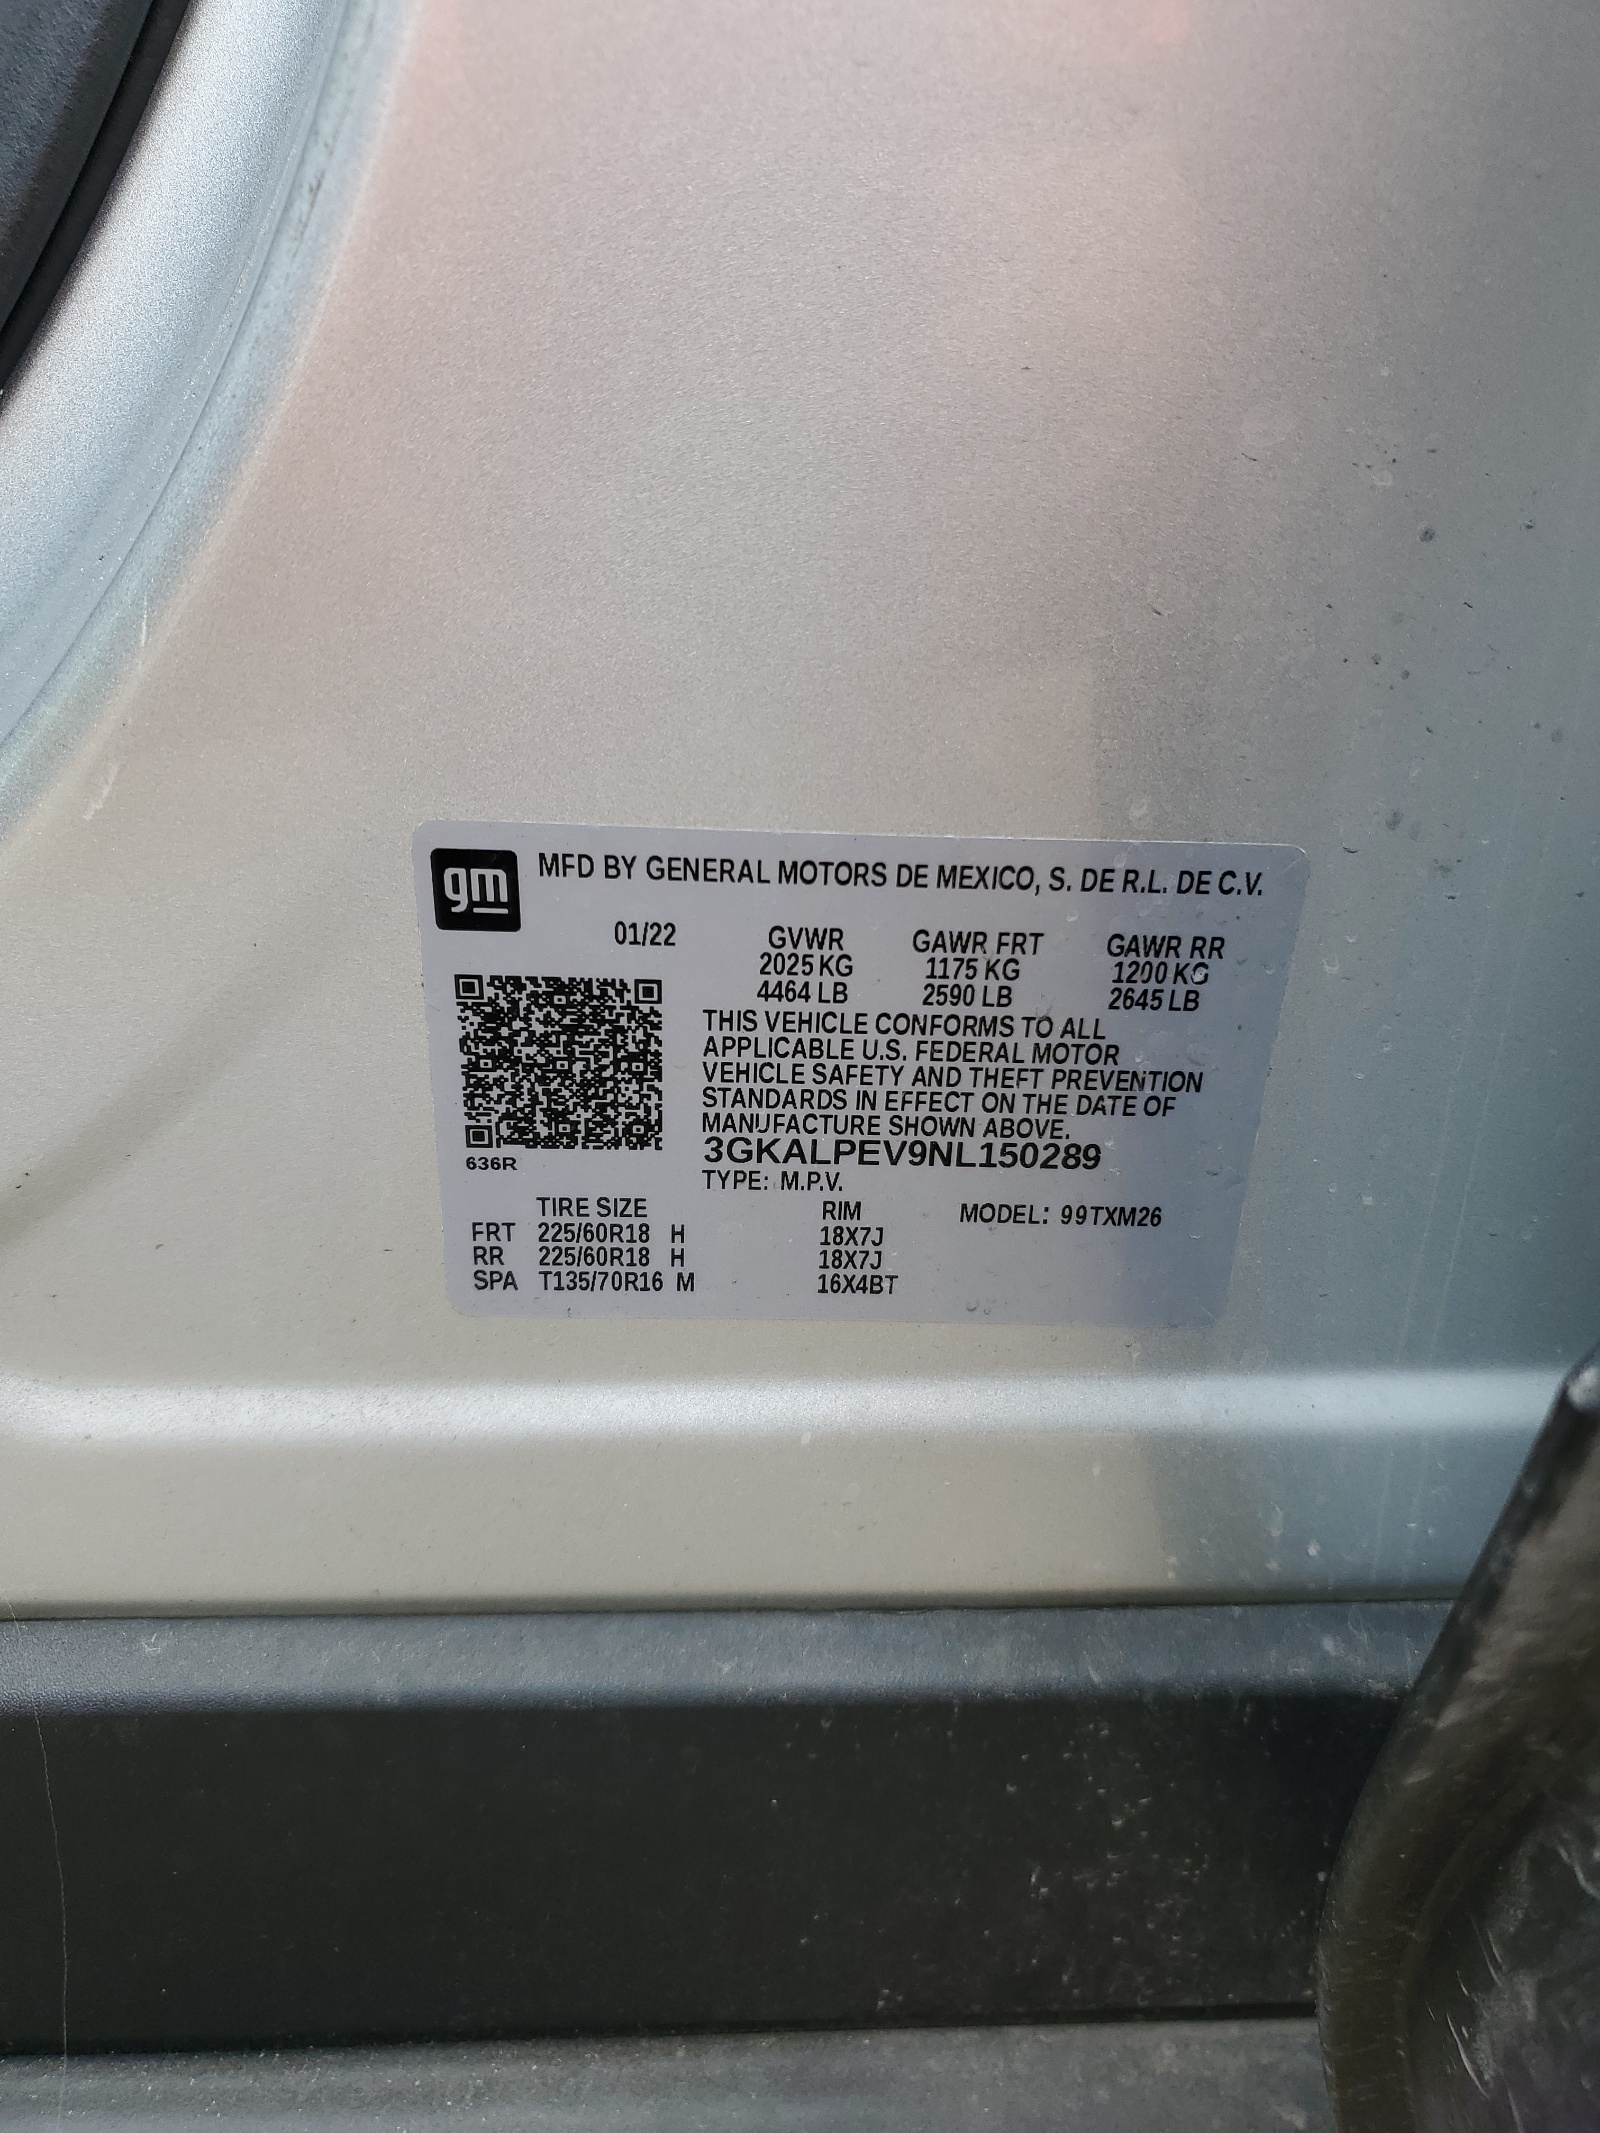 gm
MFD BY GENERAL MOTORS DE MEXICO, S. DE R.L. DE C.V.
01/22 GVWR GAWR FRT GAWR RR
2025 KG 1175 KG 1200 KG
4464 LB 2590 LB 2645 LB
THIS VEHICLE CONFORMS TO ALL
APPLICABLE U.S. FEDERAL MOTOR
VEHICLE SAFETY AND THEFT PREVENTION
STANDARDS IN EFFECT ON THE DATE OF
MANUFACTURE SHOWN ABOVE.
3GKALPEV9NL150289
636R
TYPE: M.P.V.
TIRE SIZE RIM MODEL: 99TXM26
FRT 225/60R18 H 18X7J
RR 225/60R18 H 18X7J
SPA T135/70R16 M 16X4BT